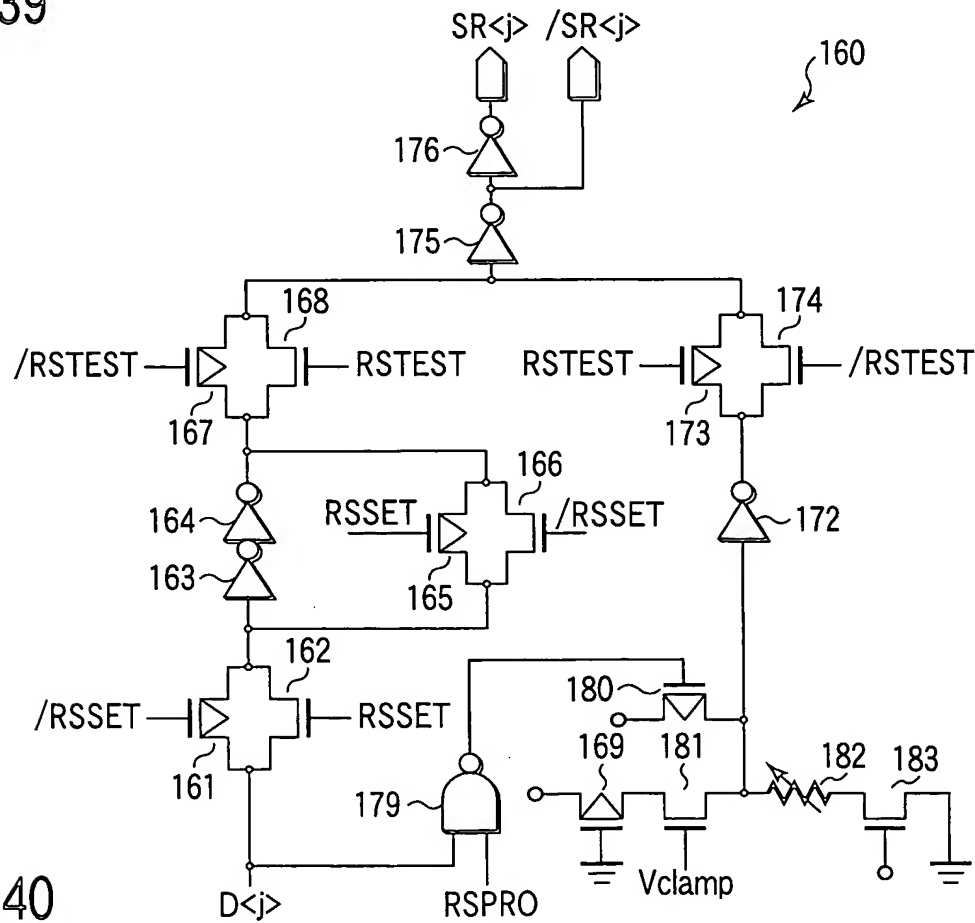 39
SR<j> /SR<j>
160
176
175
168
174
/RSTEST
RSTEST
RSTEST
/RSTEST
167
173
166
164
RSSET
/RSSET
172
163
165
162
180
/RSSET
RSSET
169
181
182
183
161
179
Vclamp
40
D<j>
RSPRO